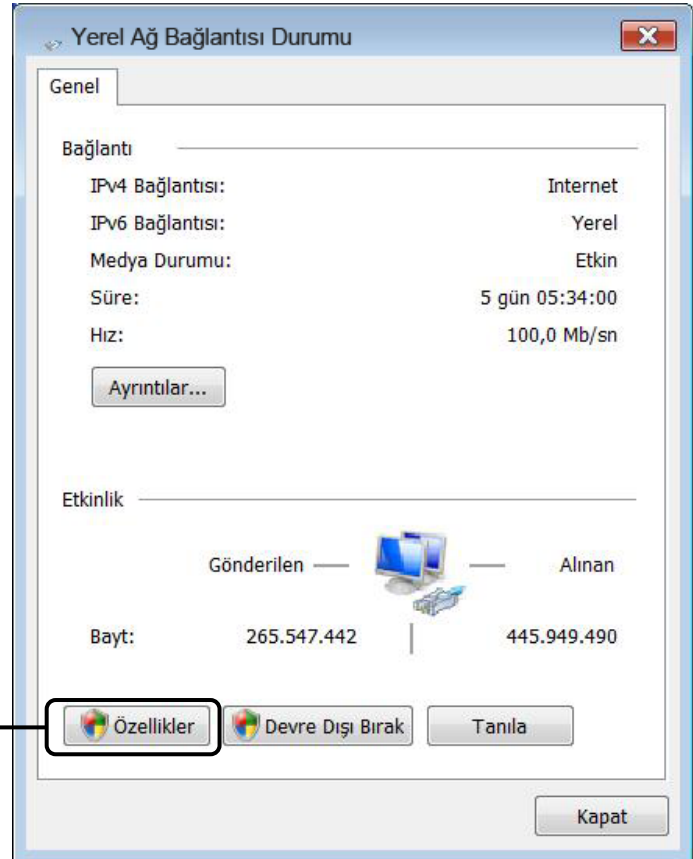 Yerel Ağ Bağlantısı Durumu
Genel
Bağlantı
IPv4 Bağlantısı: Internet
IPv6 Bağlantısı: Yerel
Medya Durumu: Etkin
Süre: 5 gün 05:34:00
Hız: 100,0 Mb/sn
Ayrıntılar...
Etkinlik
Gönderilen Alınan
Bayt: 265.547.442 445.949.490
Özellikler Devre Dışı Bırak Tanıla
Kapat